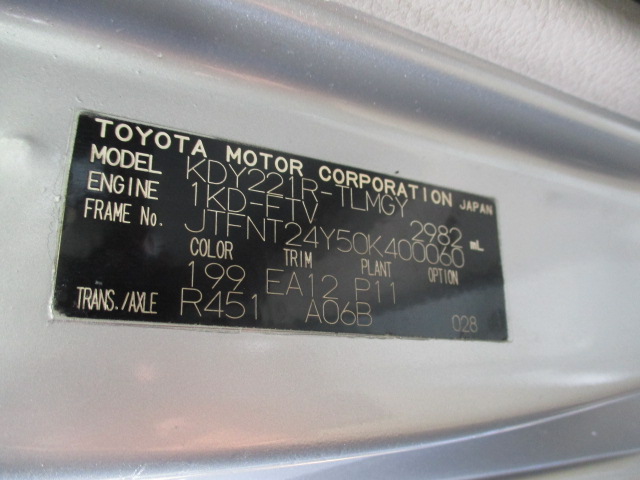 TOYOTA MOTOR CORPORATION JAPAN
MODEL KDY221R-TLMGY
ENGINE 1KD-FTV 2982 mL
FRAME No. JTFNT24Y50K400060
COLOR TRIM PLANT OPTION
199 EA12 P11
TRANS./AXLE R451 A06B 028